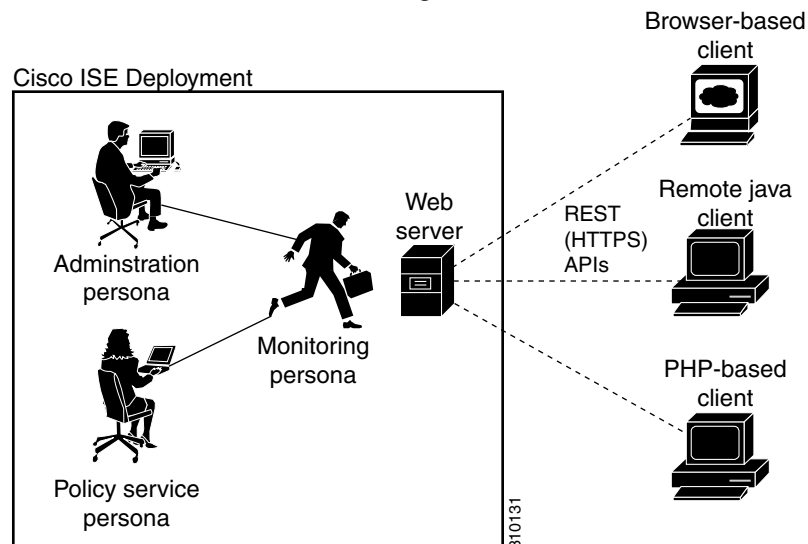 Browser-based
client
Cisco ISE Deployment
Web
server
REST
(HTTPS)
APIs
Remote java
client
Adminstration
persona
Monitoring
persona
PHP-based
client
Policy service
persona
310131